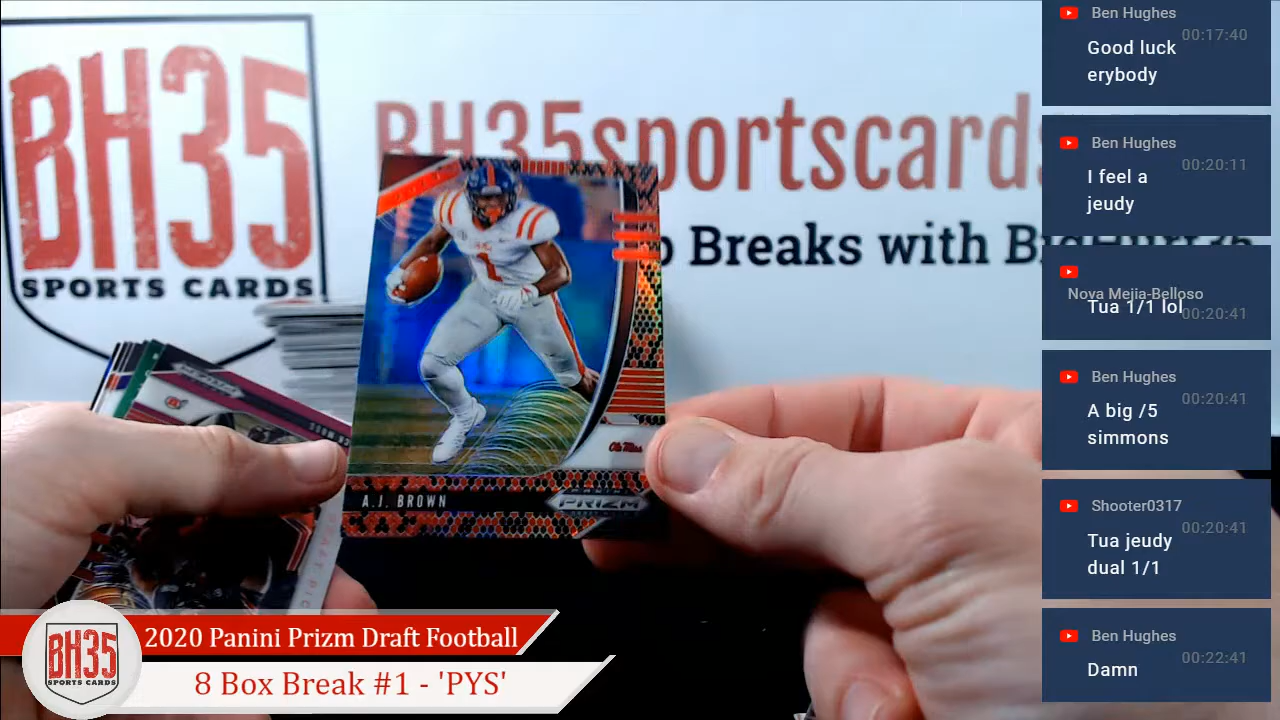 BH35
SPORTS CARDS
BH35sportscards
Breaks with
1
Ole Miss
A.J. BROWN
PANINI
PRIZM
BH35
SPORTS CARDS
2020 Panini Prizm Draft Football
8 Box Break #1 - 'PYS'
Ben Hughes
00:17:40
Good luck
erybody
Ben Hughes
00:20:11
I feel a
jeudy
Nova Mejia-Belloso
Tua 1/1 lol
00:20:41
Ben Hughes
00:20:41
A big /5
simmons
Shooter0317
00:20:41
Tua jeudy
dual 1/1
Ben Hughes
00:22:41
Damn